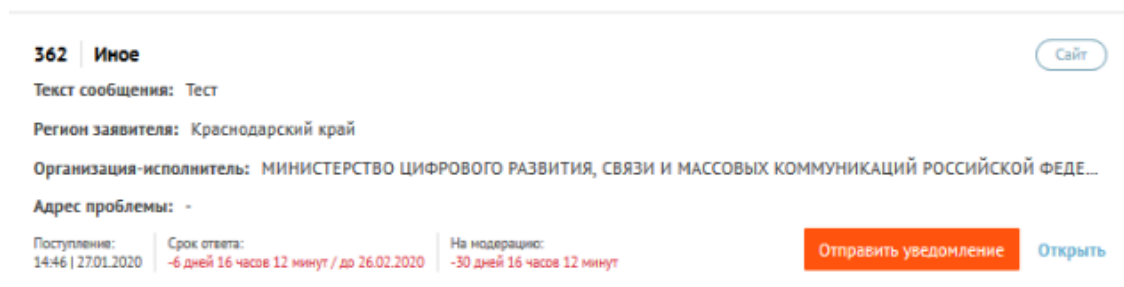 362 Иное Сайт
Текст сообщения: Тест
Регион заявителя: Краснодарский край
Организация-исполнитель: МИНИСТЕРСТВО ЦИФРОВОГО РАЗВИТИЯ, СВЯЗИ И МАССОВЫХ КОММУНИКАЦИЙ РОССИЙСКОЙ ФЕДЕ...
Адрес проблемы: -
Поступление: Срок ответа: На модерацию:
14:46 | 27.01.2020 -6 дней 16 часов 12 минут / до 26.02.2020 -30 дней 16 часов 12 минут
Отправить уведомление Открыть